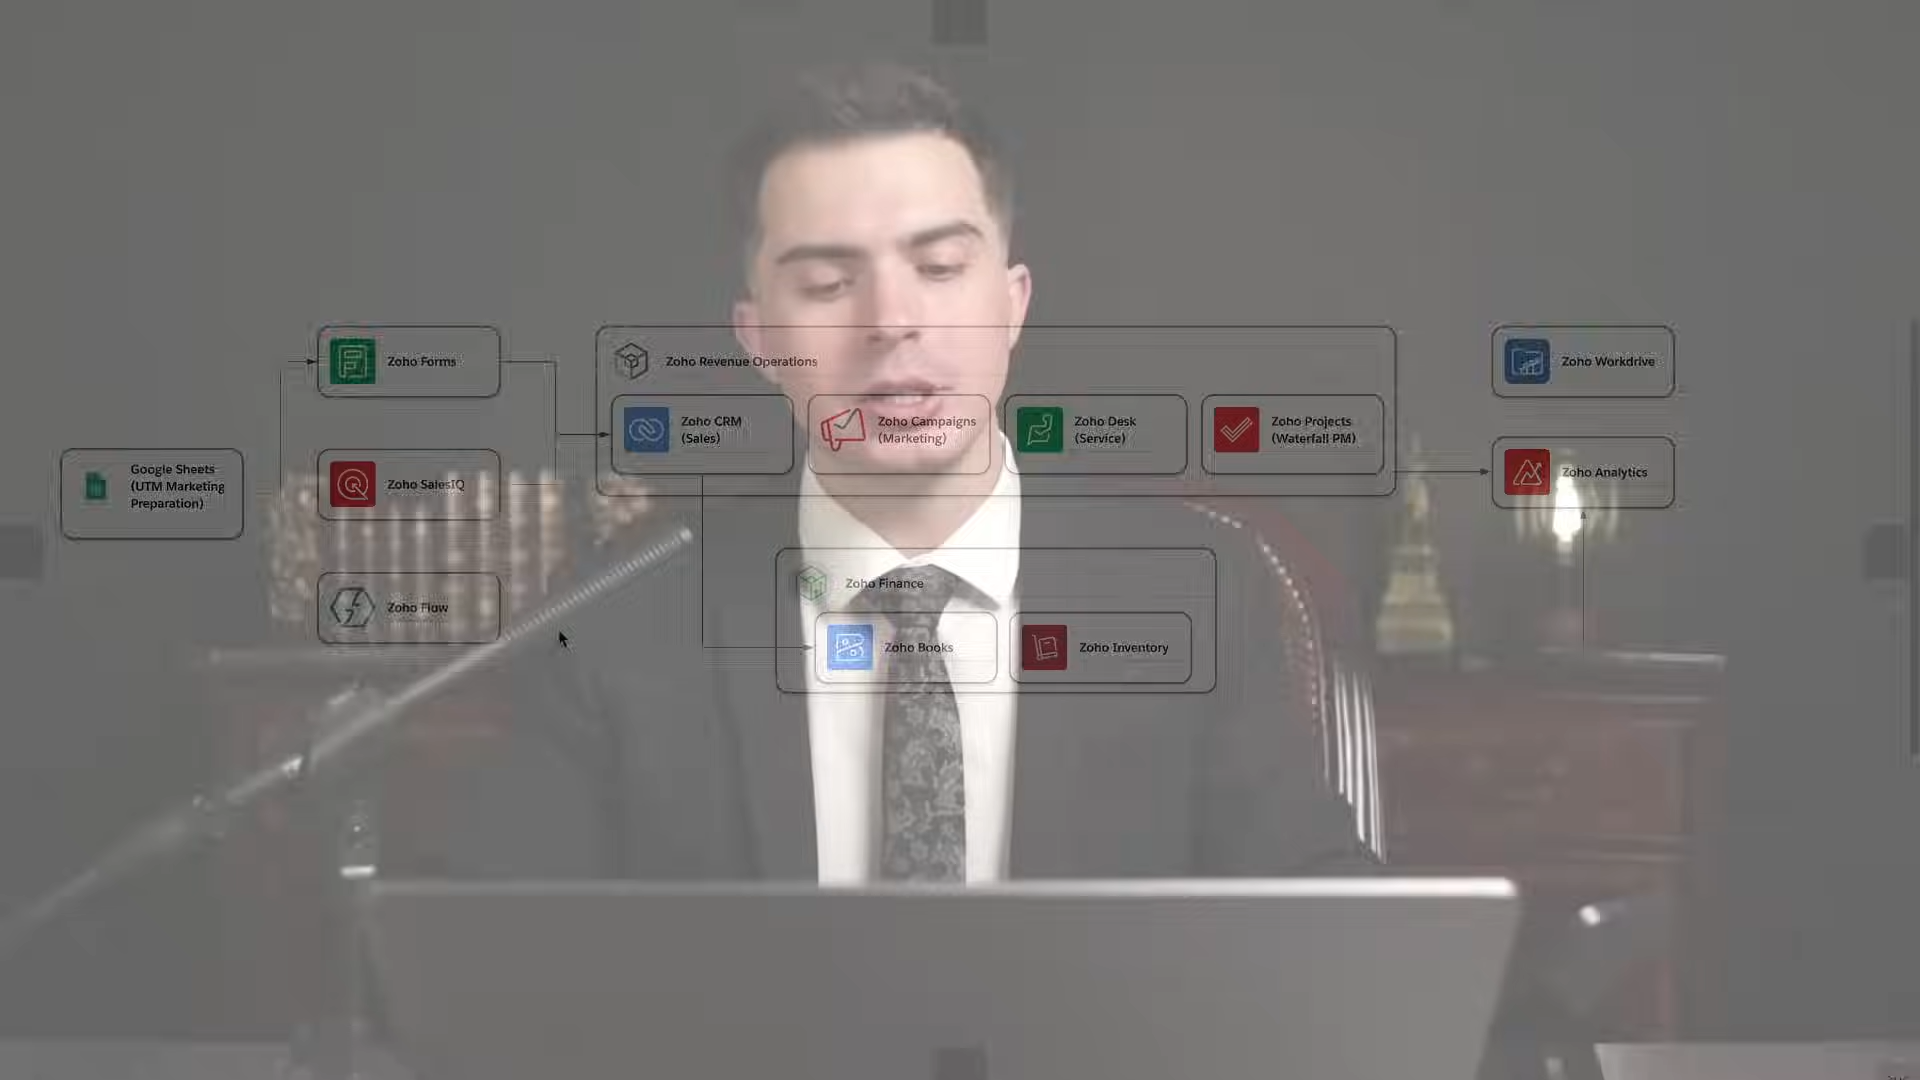 Google Sheets
(UTM Marketing
Preparation)
Zoho Forms
Zoho SalesIQ
Zoho Flow
Zoho Revenue Operations
Zoho CRM
(Sales)
Zoho Campaigns
(Marketing)
Zoho Desk
(Service)
Zoho Projects
(Waterfall PM)
Zoho Finance
Zoho Books
Zoho Inventory
Zoho Workdrive
Zoho Analytics